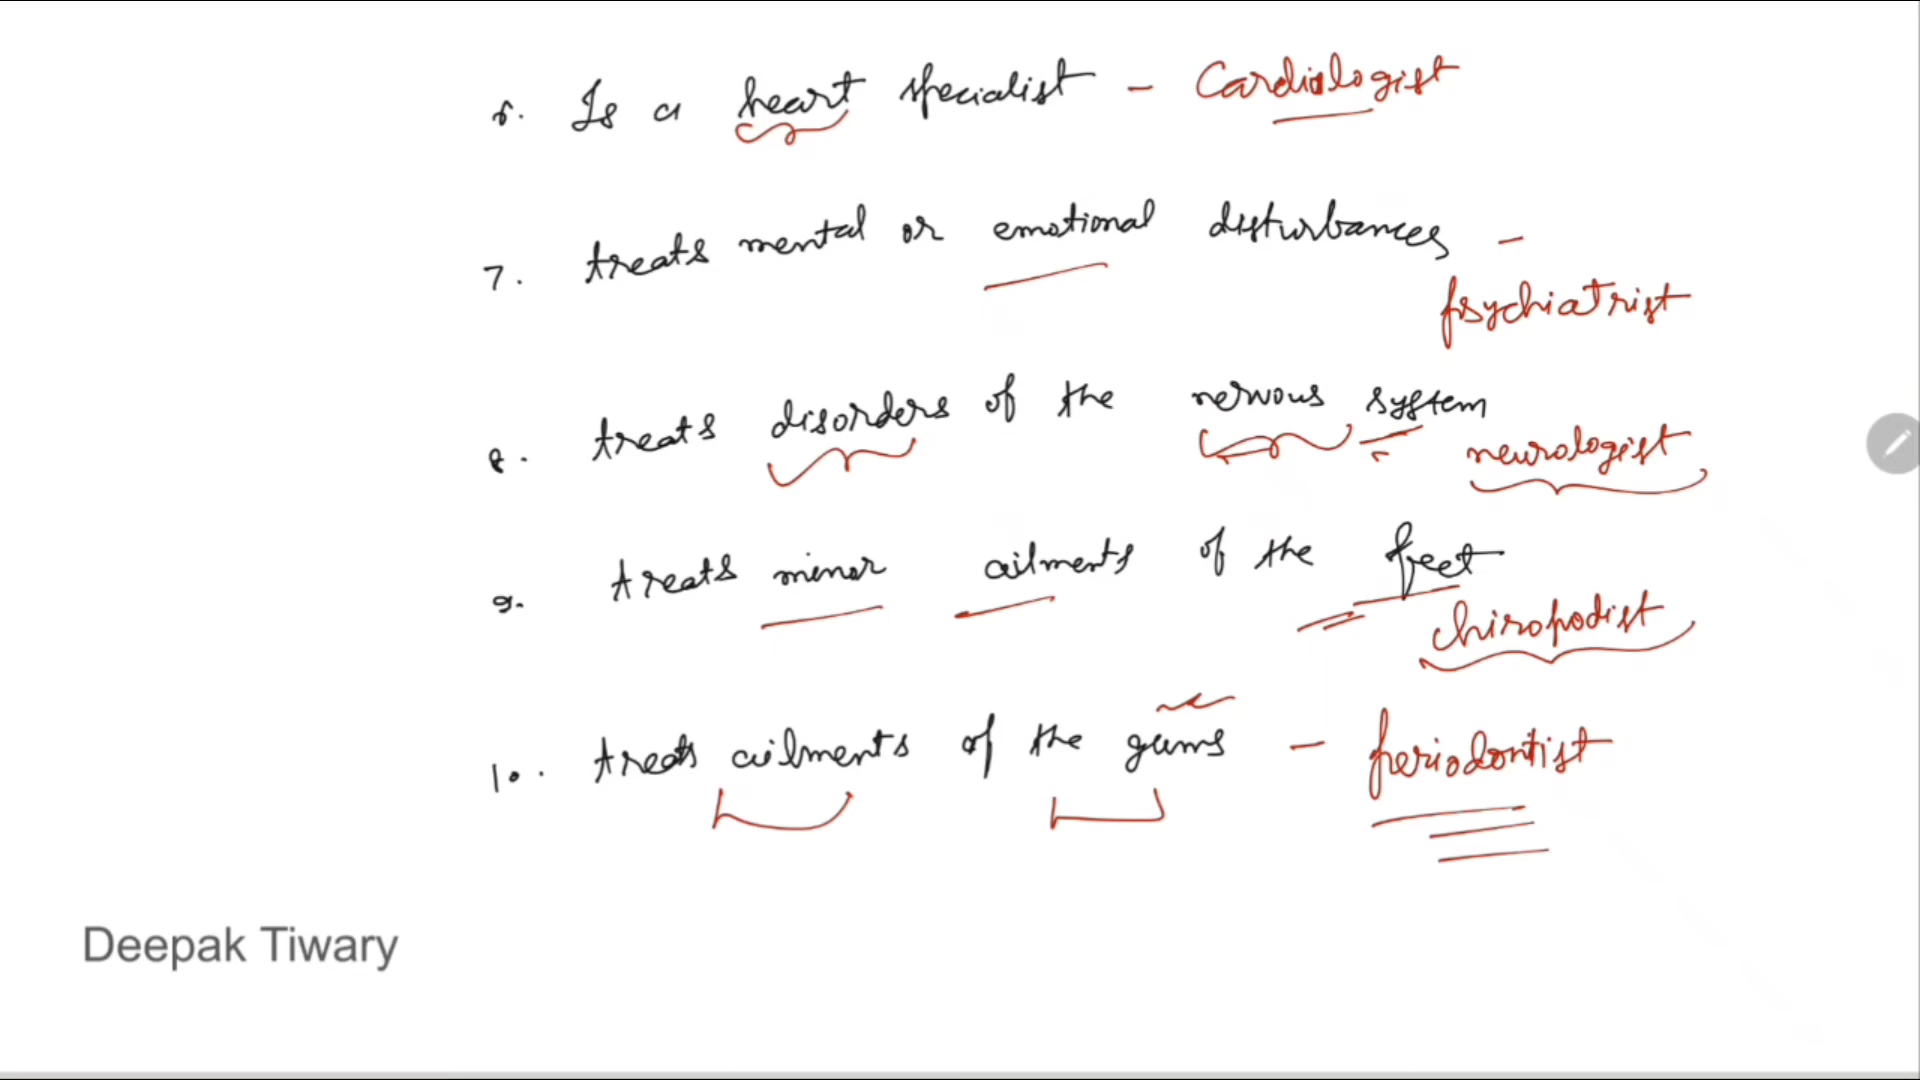 6. Is a heart specialist - Cardiologist
7. treats mental or emotional disturbances -
psychiatrist
8. treats disorders of the nervous system
neurologist
9. treats minor ailments of the feet
chiropodist
10. treats ailments of the gums - periodontist
Deepak Tiwary